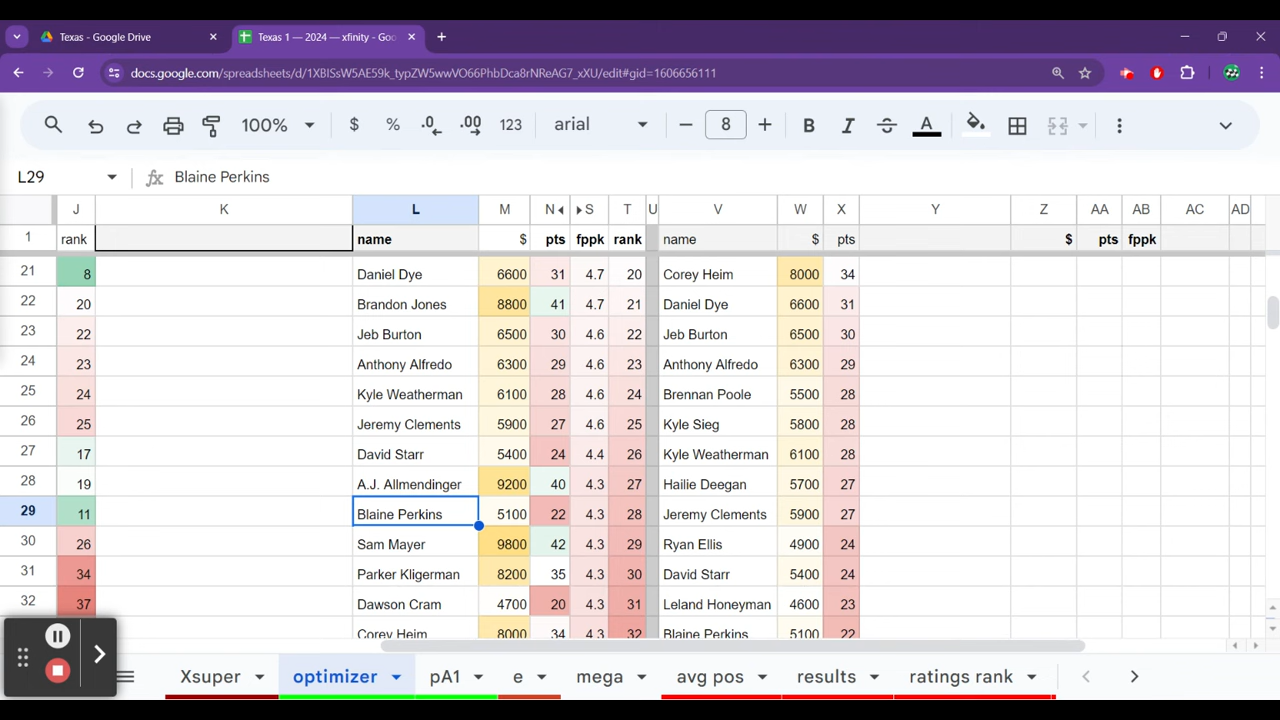 Texas - Google Drive
Texas 1 — 2024 — xfinity - Goo
docs.google.com/spreadsheets/d/1XBISsW5AE59k_typZW5wwVO66PhbDca8rNReAG7_xXU/edit#gid=1606656111
100% $ % .0 .00 123 arial 8 B I S A
L29 fx Blaine Perkins
J K L M N S T U V W X Y Z AA AB AC AD
1 rank name $ pts fppk rank name $ pts $ pts fppk
21 8 Daniel Dye 6600 31 4.7 20 Corey Heim 8000 34
22 20 Brandon Jones 8800 41 4.7 21 Daniel Dye 6600 31
23 22 Jeb Burton 6500 30 4.6 22 Jeb Burton 6500 30
24 23 Anthony Alfredo 6300 29 4.6 23 Anthony Alfredo 6300 29
25 24 Kyle Weatherman 6100 28 4.6 24 Brennan Poole 5500 28
26 25 Jeremy Clements 5900 27 4.6 25 Kyle Sieg 5800 28
27 17 David Starr 5400 24 4.4 26 Kyle Weatherman 6100 28
28 19 A.J. Allmendinger 9200 40 4.3 27 Hailie Deegan 5700 27
29 11 Blaine Perkins 5100 22 4.3 28 Jeremy Clements 5900 27
30 26 Sam Mayer 9800 42 4.3 29 Ryan Ellis 4900 24
31 34 Parker Kligerman 8200 35 4.3 30 David Starr 5400 24
32 37 Dawson Cram 4700 20 4.3 31 Leland Honeyman 4600 23
Corey Heim 8000 34 4.3 32 Blaine Perkins 5100 22
Xsuper optimizer pA1 e mega avg pos results ratings rank